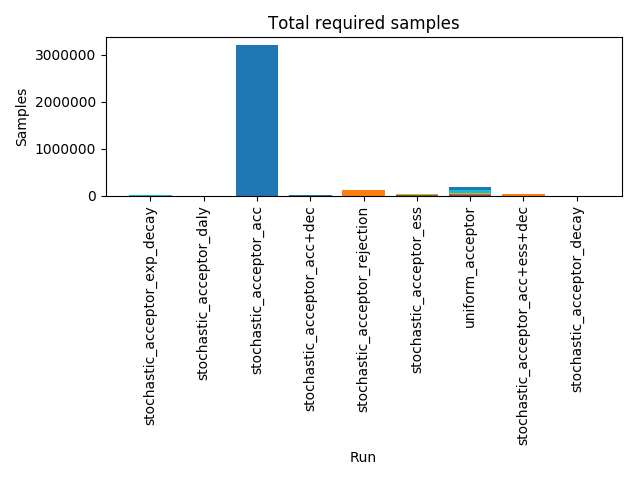 Total required samples
Samples
3000000
2000000
1000000
0
stochastic_acceptor_exp_decay
stochastic_acceptor_daly
stochastic_acceptor_acc
stochastic_acceptor_acc+dec
stochastic_acceptor_rejection
stochastic_acceptor_ess
uniform_acceptor
stochastic_acceptor_acc+ess+dec
stochastic_acceptor_decay
Run